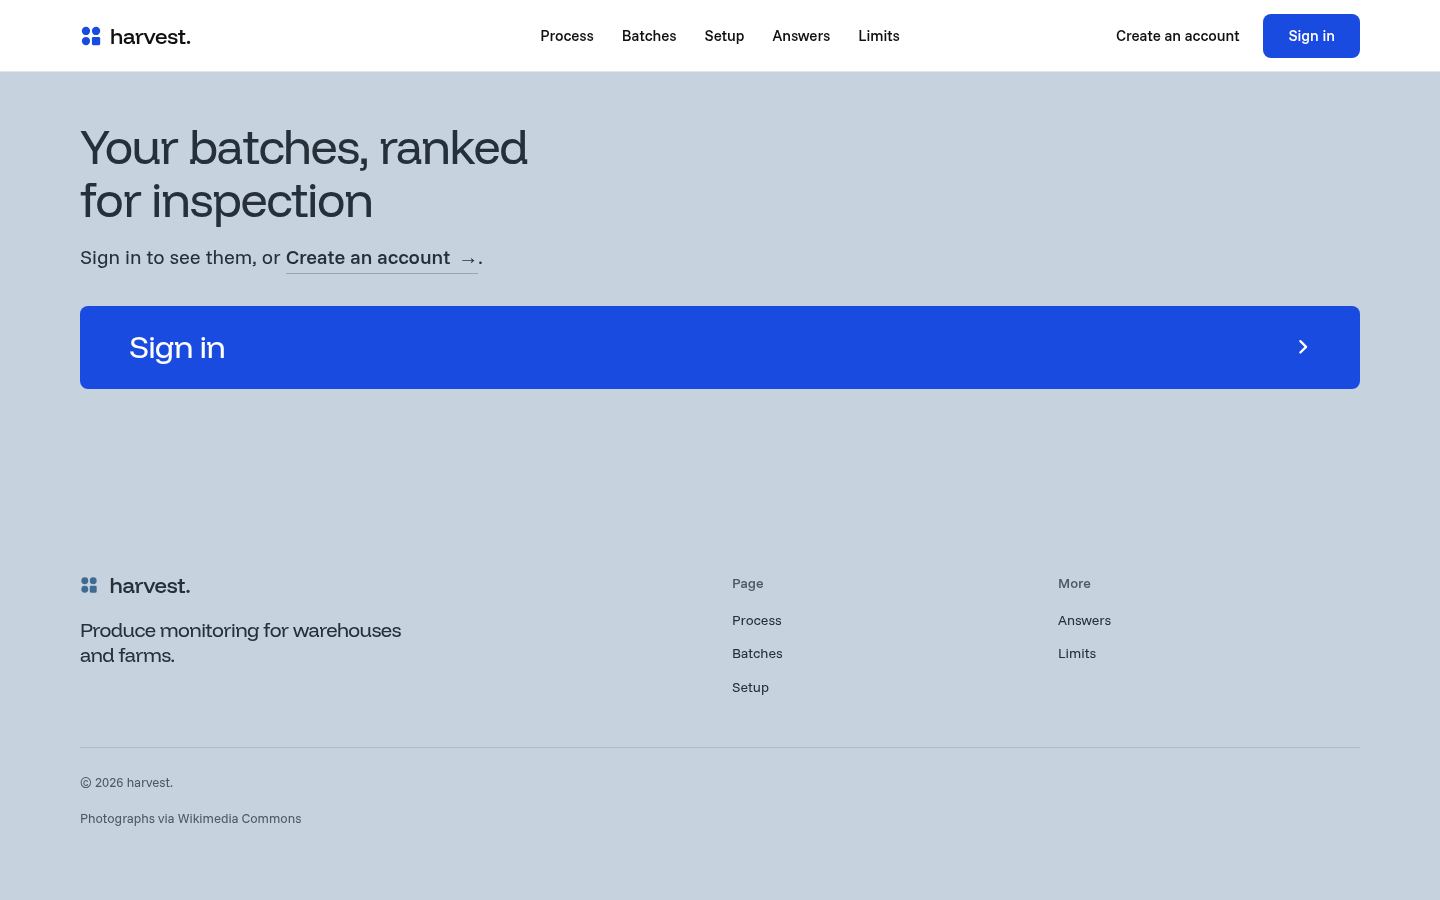 harvest.
Process
Batches
Setup
Answers
Limits
Create an account
Sign in
Your batches, ranked
for inspection
Sign in to see them, or Create an account →.
Sign in
harvest.
Produce monitoring for warehouses
and farms.
Page
Process
Batches
Setup
More
Answers
Limits
© 2026 harvest.
Photographs via Wikimedia Commons